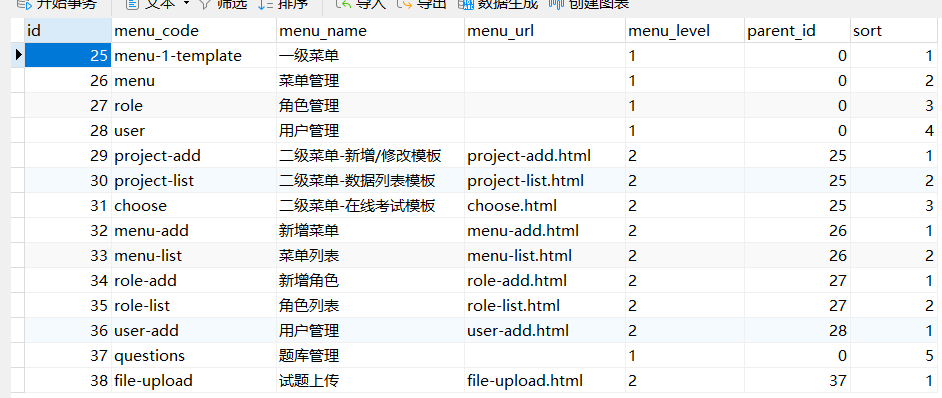 开始事务 文本 筛选 排序 导入 导出 数据生成 创建图表
id menu_code menu_name menu_url menu_level parent_id sort
25 menu-1-template 一级菜单 1 0 1
26 menu 菜单管理 1 0 2
27 role 角色管理 1 0 3
28 user 用户管理 1 0 4
29 project-add 二级菜单-新增/修改模板 project-add.html 2 25 1
30 project-list 二级菜单-数据列表模板 project-list.html 2 25 2
31 choose 二级菜单-在线考试模板 choose.html 2 25 3
32 menu-add 新增菜单 menu-add.html 2 26 1
33 menu-list 菜单列表 menu-list.html 2 26 2
34 role-add 新增角色 role-add.html 2 27 1
35 role-list 角色列表 role-list.html 2 27 2
36 user-add 用户管理 user-add.html 2 28 1
37 questions 题库管理 1 0 5
38 file-upload 试题上传 file-upload.html 2 37 1